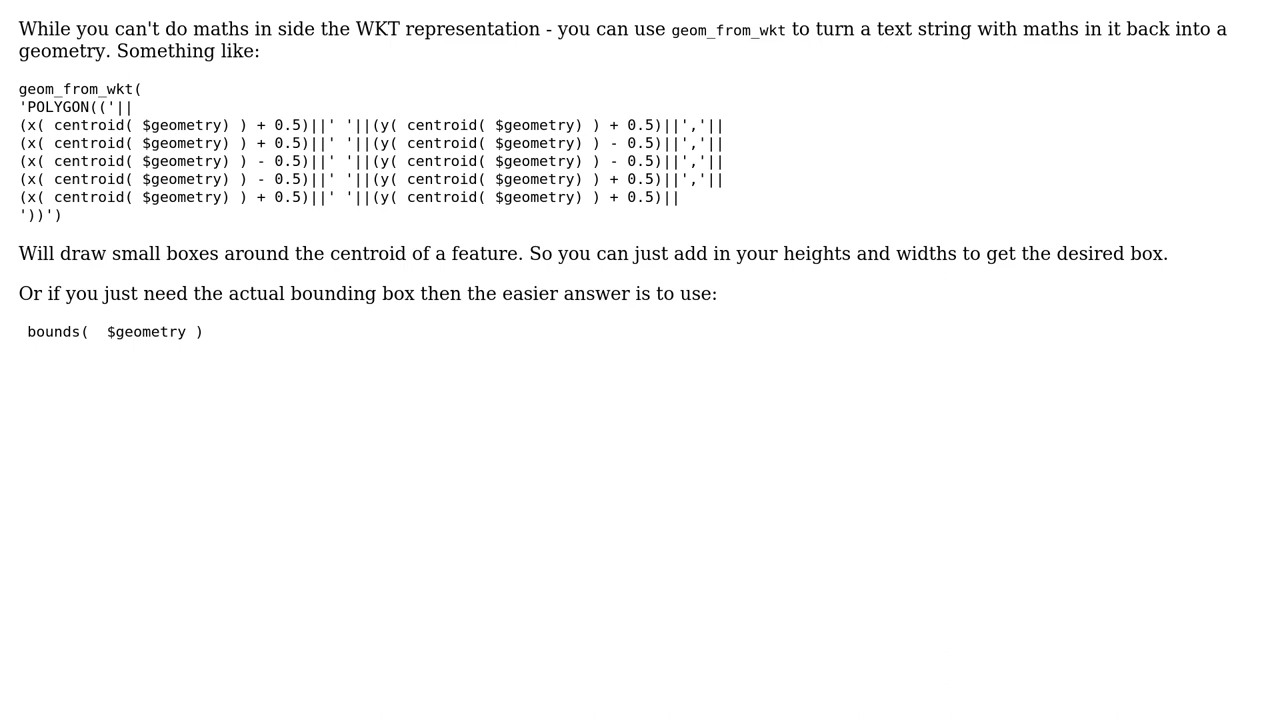 While you can't do maths in side the WKT representation - you can use geom_from_wkt to turn a text string with maths in it back into a
geometry. Something like:
geom_from_wkt(
'POLYGON(('||
(x( centroid( $geometry) ) + 0.5)||' '||(y( centroid( $geometry) ) + 0.5)||','||
(x( centroid( $geometry) ) + 0.5)||' '||(y( centroid( $geometry) ) - 0.5)||','||
(x( centroid( $geometry) ) - 0.5)||' '||(y( centroid( $geometry) ) - 0.5)||','||
(x( centroid( $geometry) ) - 0.5)||' '||(y( centroid( $geometry) ) + 0.5)||','||
(x( centroid( $geometry) ) + 0.5)||' '||(y( centroid( $geometry) ) + 0.5)||
'))')
Will draw small boxes around the centroid of a feature. So you can just add in your heights and widths to get the desired box.
Or if you just need the actual bounding box then the easier answer is to use:
bounds(  $geometry )